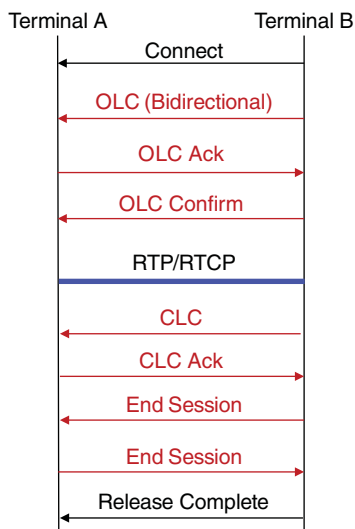 Terminal A
Terminal B
Connect
OLC (Bidirectional)
OLC Ack
OLC Confirm
RTP/RTCP
CLC
CLC Ack
End Session
End Session
Release Complete